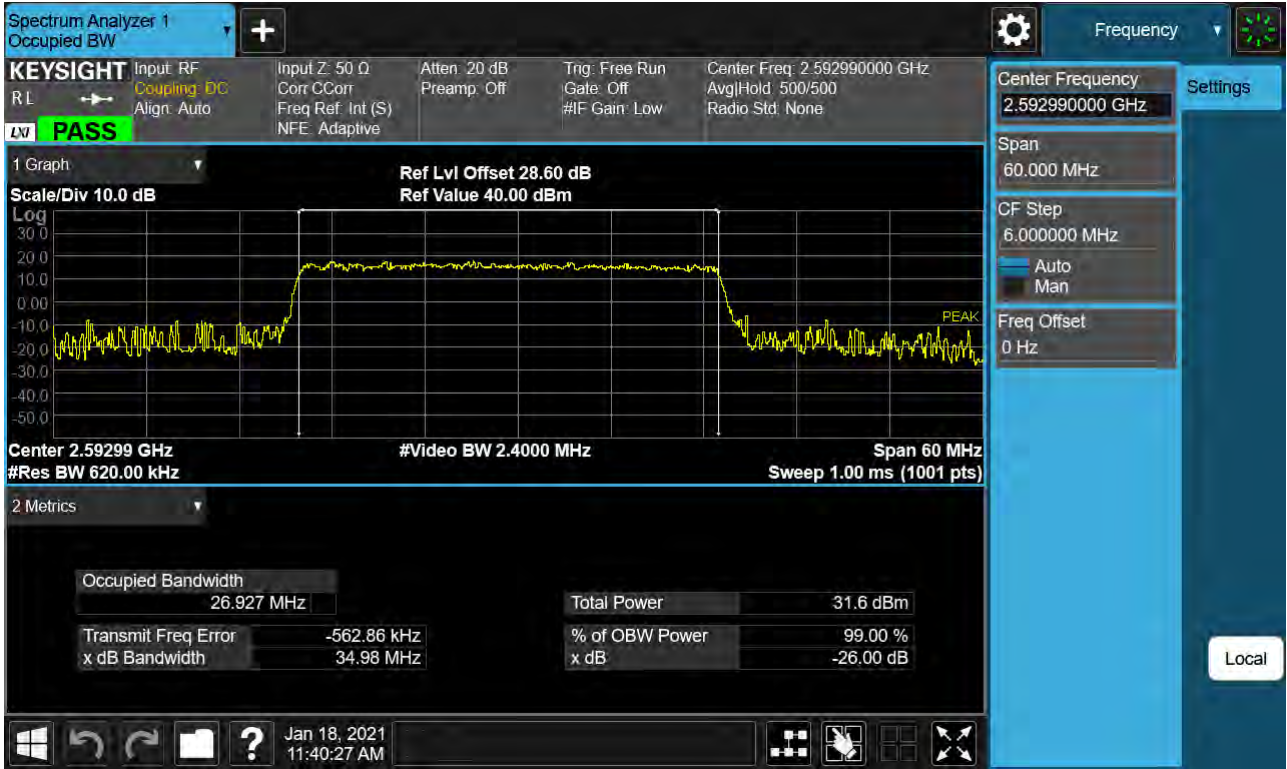 Spectrum Analyzer 1
Occupied BW
Frequency
KEYSIGHT
R L
LXI
PASS
Input: RF
Coupling: DC
Align: Auto
Input Z: 50 Ω
Corr CCorr
Freq Ref: Int (S)
NFE: Adaptive
Atten: 20 dB
Preamp: Off
Trig: Free Run
Gate: Off
#IF Gain: Low
Center Freq: 2.592990000 GHz
Avg|Hold: 500/500
Radio Std: None
1 Graph
Scale/Div 10.0 dB
Ref Lvl Offset 28.60 dB
Ref Value 40.00 dBm
Log
30.0
20.0
10.0
0.00
-10.0
-20.0
-30.0
-40.0
-50.0
PEAK
Center 2.59299 GHz
#Video BW 2.4000 MHz
Span 60 MHz
#Res BW 620.00 kHz
Sweep 1.00 ms (1001 pts)
2 Metrics
Occupied Bandwidth
26.927 MHz
Transmit Freq Error -562.86 kHz
x dB Bandwidth 34.98 MHz
Total Power 31.6 dBm
% of OBW Power 99.00 %
x dB -26.00 dB
Center Frequency
2.592990000 GHz
Span
60.000 MHz
CF Step
6.000000 MHz
Auto
Man
Freq Offset
0 Hz
Settings
Local
?
Jan 18, 2021
11:40:27 AM